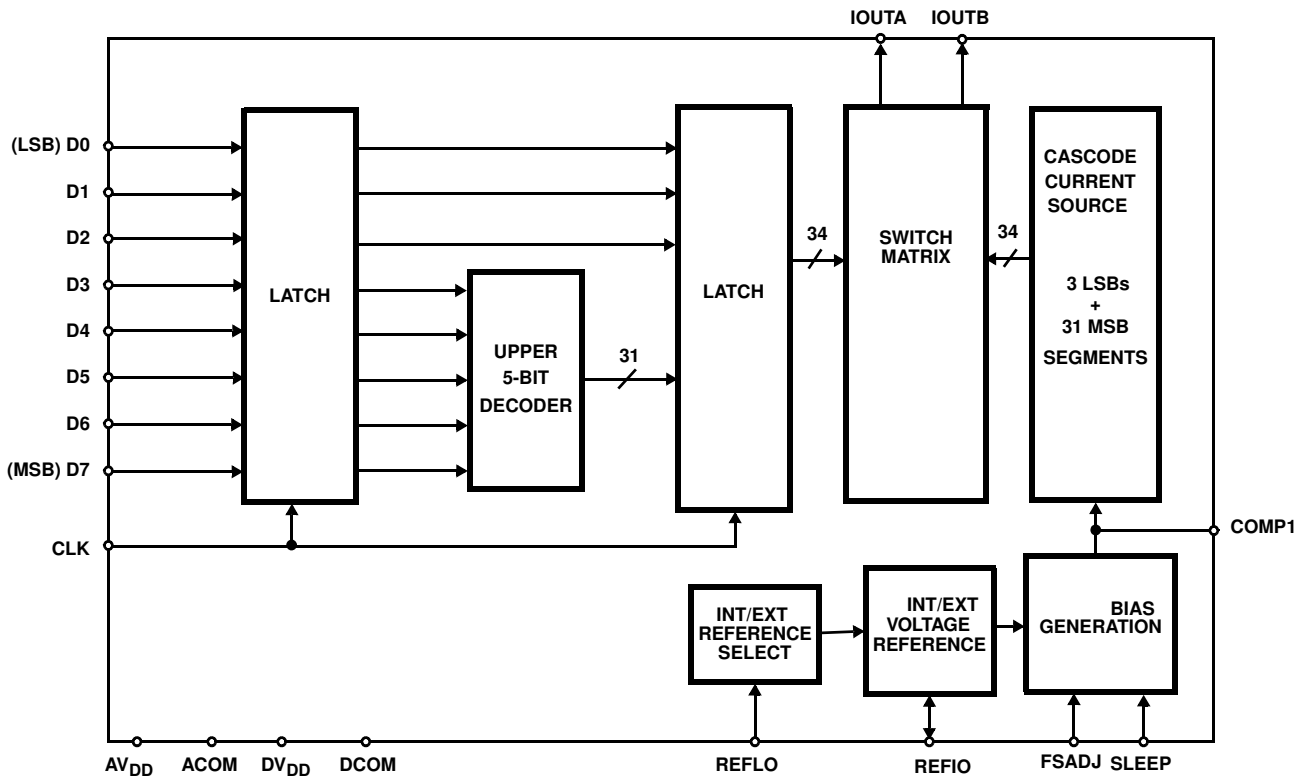 IOUTA IOUTB
(LSB) D0
D1
D2
D3
D4
D5
D6
(MSB) D7
CLK
LATCH
UPPER
5-BIT
DECODER
31
LATCH
34
SWITCH
MATRIX
34
CASCODE
CURRENT
SOURCE
3 LSBs
+
31 MSB
SEGMENTS
COMP1
INT/EXT
REFERENCE
SELECT
INT/EXT
VOLTAGE
REFERENCE
BIAS
GENERATION
AVDD ACOM DVDD DCOM REFLO REFIO FSADJ SLEEP